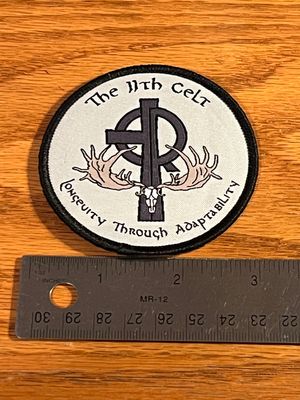 The 11th Celt
Longevity Through Adaptability
1 2 3
INCH
MR-12
30 29 28 27 26 25 24 23 22